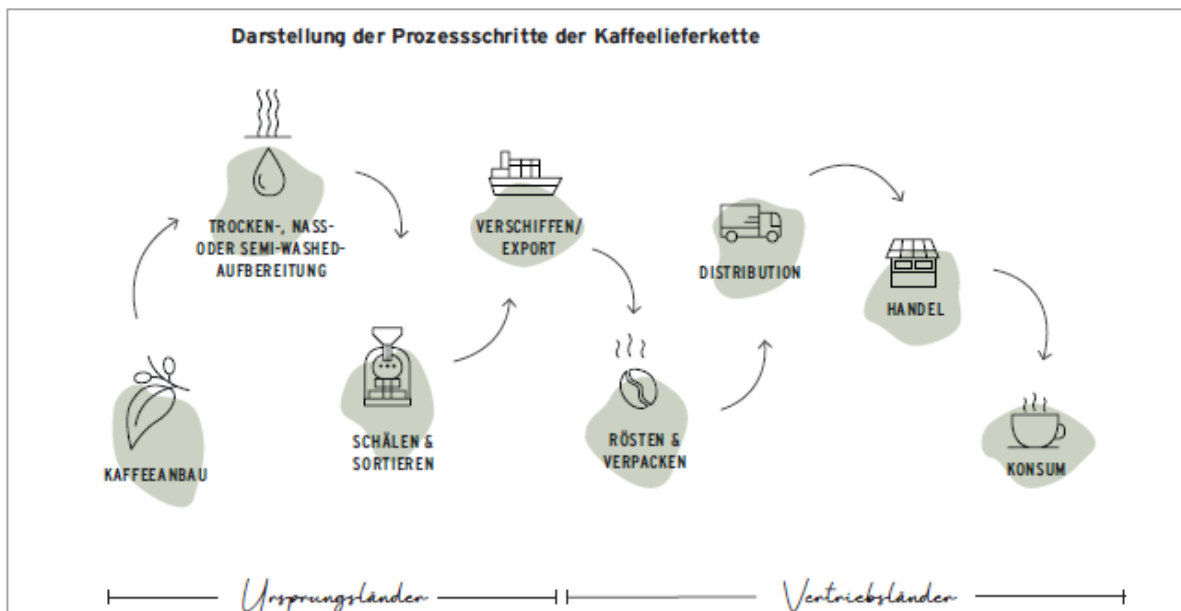 Darstellung der Prozessschritte der Kaffeelieferkette
TROCKEN-, NASS-
ODER SEMI-WASHED-
AUFBEREITUNG
VERSCHIFFEN/
EXPORT
DISTRIBUTION
HANDEL
KAFFEEANBAU
SCHÄLEN &
SORTIEREN
RÖSTEN &
VERPACKEN
KONSUM
Ursprungsländer
Vertriebsländer